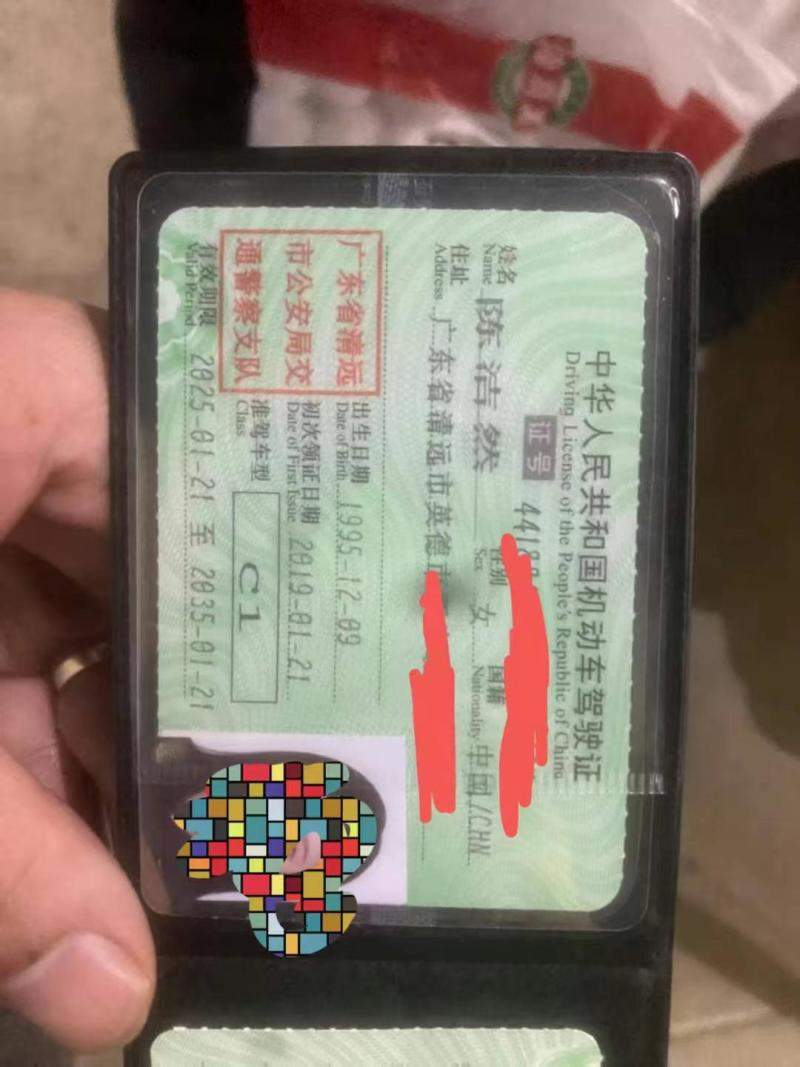 中华人民共和国机动车驾驶证
Driving License of the People's Republic of China
证号 4418
姓名 陈洁然 性别 女 国籍 中国/CHN
Name Sex Nationality
住址 广东省清远市英德市
Address
广东省清远
市公安局交
通警察支队
出生日期 1995-12-09
Date of Birth
初次领证日期 2019-01-21
Date of First Issue
准驾车型 C1
Class
有效期限 2025-01-21 至 2035-01-21
Valid Period